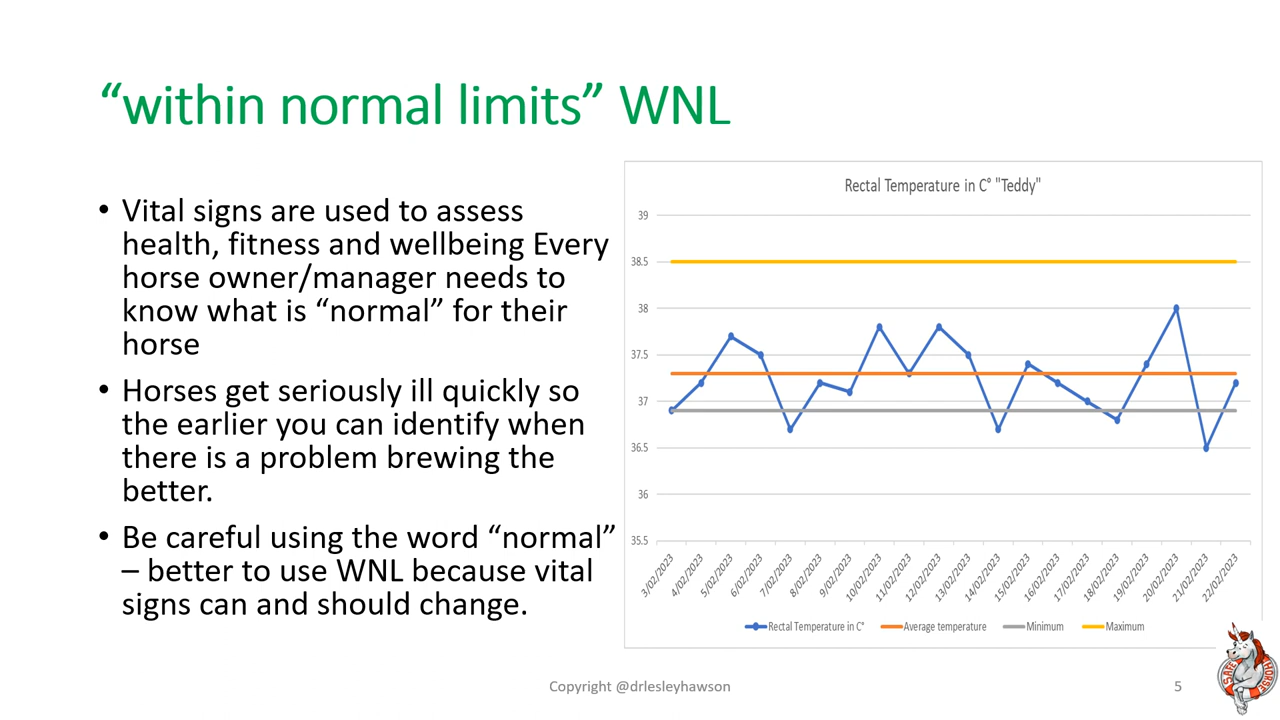 “within normal limits” WNL
• Vital signs are used to assess
health, fitness and wellbeing Every
horse owner/manager needs to
know what is “normal” for their
horse
• Horses get seriously ill quickly so
the earlier you can identify when
there is a problem brewing the
better.
• Be careful using the word “normal”
– better to use WNL because vital
signs can and should change.
Rectal Temperature in C° "Teddy"
39
38.5
38
37.5
37
36.5
36
35.5
3/02/2023
4/02/2023
5/02/2023
6/02/2023
7/02/2023
8/02/2023
9/02/2023
10/02/2023
11/02/2023
12/02/2023
13/02/2023
14/02/2023
15/02/2023
16/02/2023
17/02/2023
18/02/2023
19/02/2023
20/02/2023
21/02/2023
22/02/2023
Rectal Temperature in C° Average temperature Minimum Maximum
Copyright @drlesleyhawson
5
SAFE HORSE